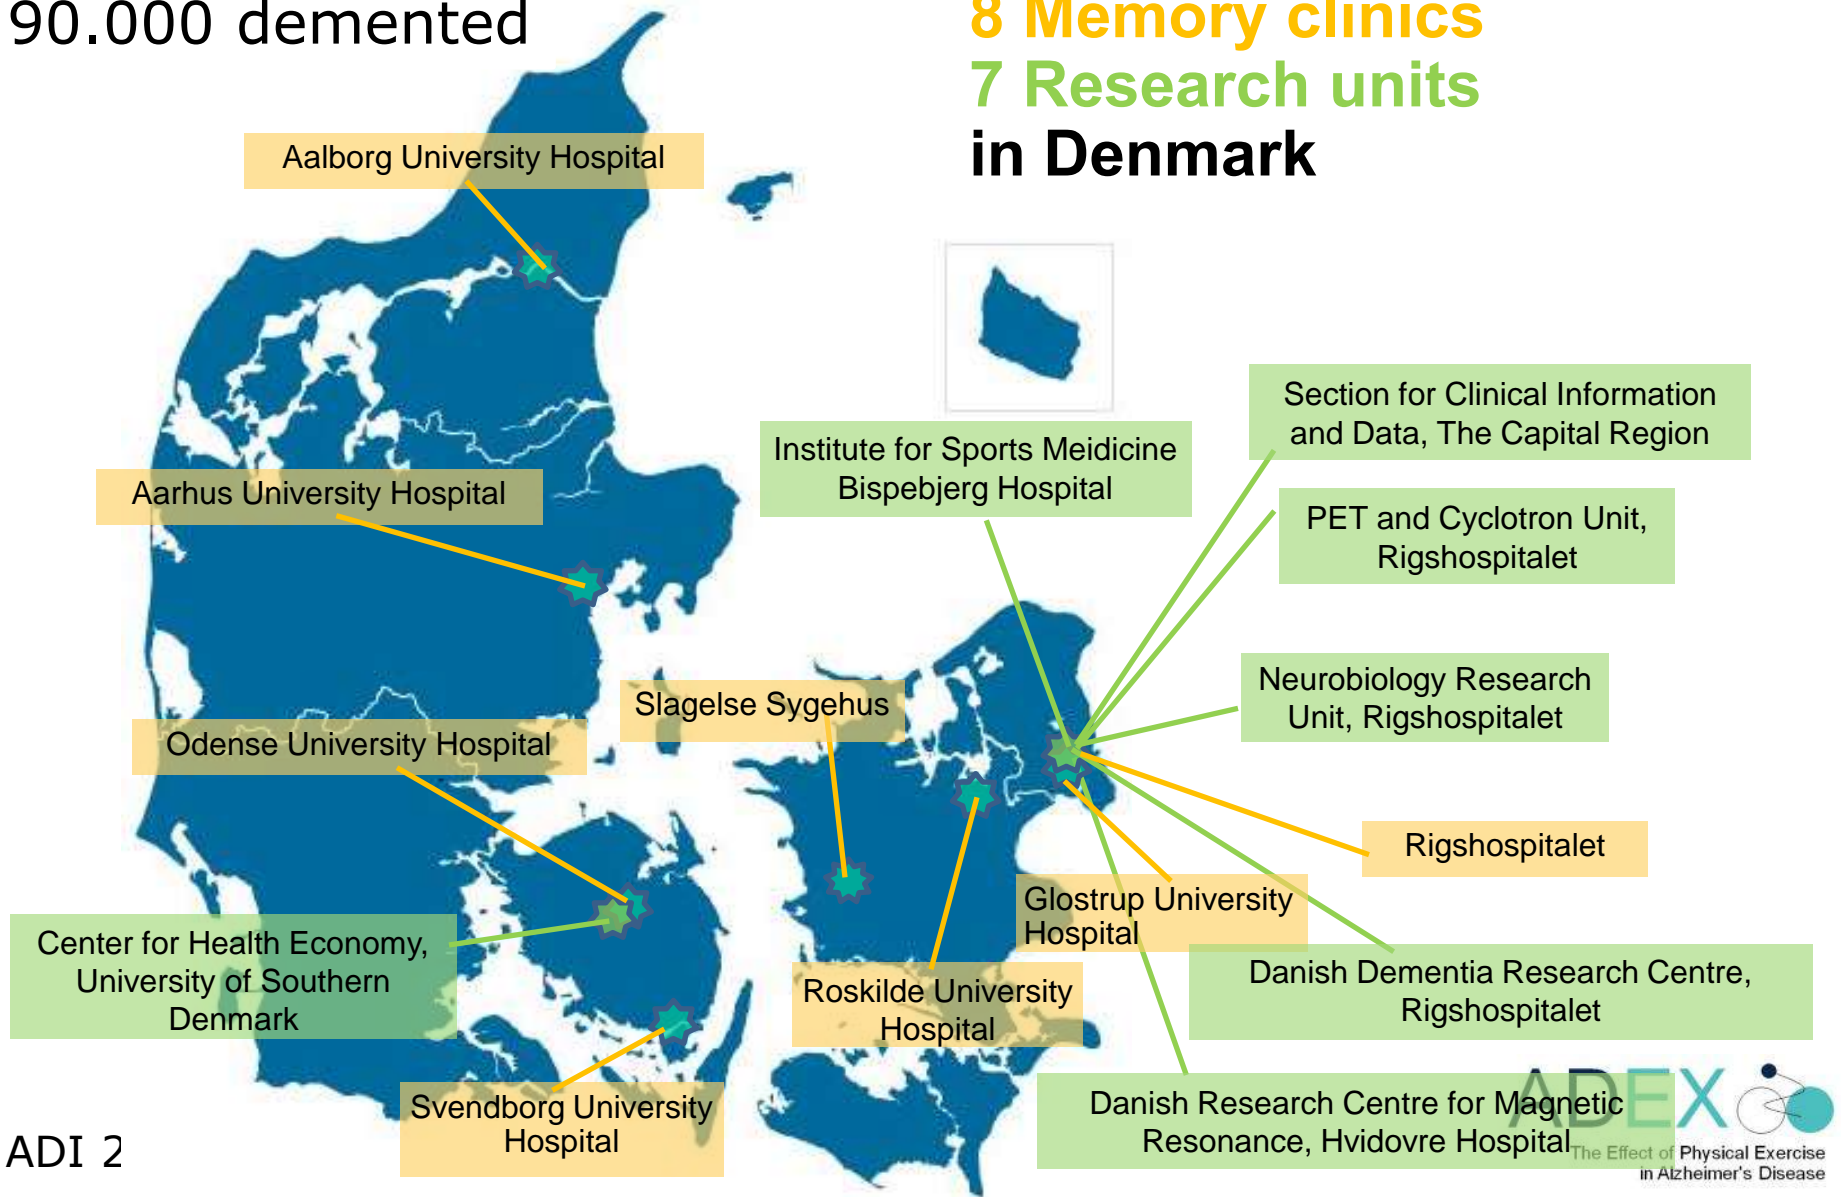 90.000 demented
8 Memory clinics
7 Research units
in Denmark
Aalborg University Hospital
Section for Clinical Information
and Data, The Capital Region
Institute for Sports Meidicine
Bispebjerg Hospital
Aarhus University Hospital
PET and Cyclotron Unit,
Rigshospitalet
Neurobiology Research
Unit, Rigshospitalet
Slagelse Sygehus
Odense University Hospital
Rigshospitalet
Glostrup University
Hospital
Center for Health Economy,
University of Southern
Denmark
Danish Dementia Research Centre,
Rigshospitalet
Roskilde University
Hospital
Svendborg University
Hospital
Danish Research Centre for Magnetic
Resonance, Hvidovre Hospital
ADEX
The Effect of Physical Exercise
in Alzheimer's Disease
ADI 2